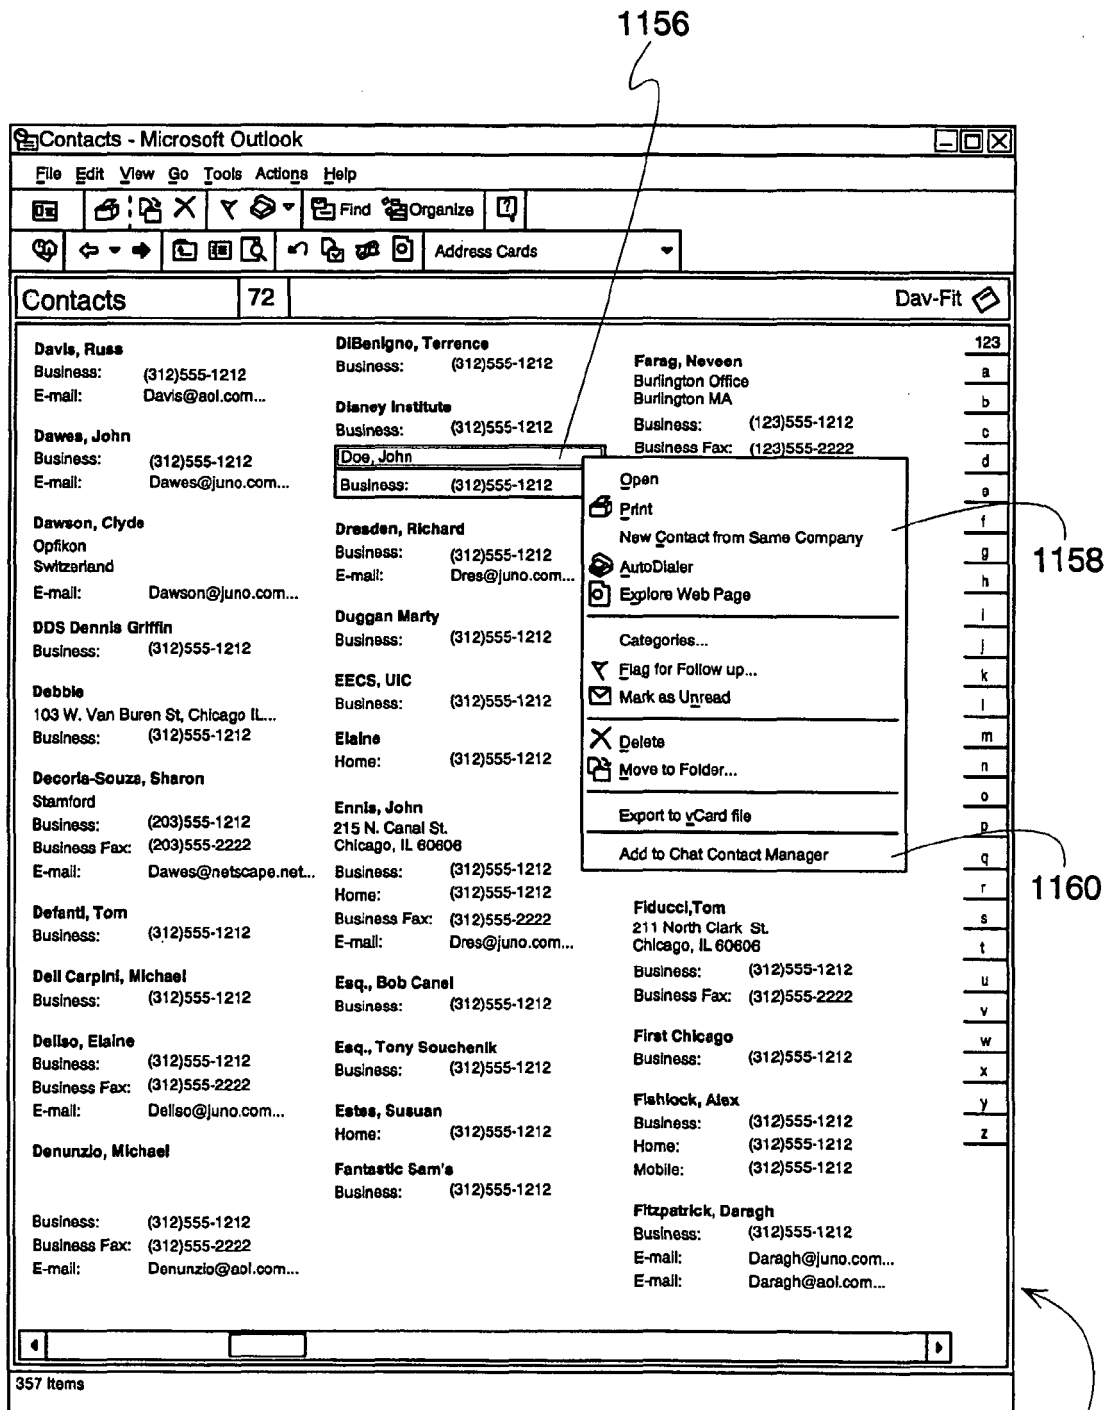 1156
Contacts - Microsoft Outlook
File Edit View Go Tools Actions Help
Find Organize
Address Cards
Contacts 72 Dav-Fit
Davis, Russ
Business: (312)555-1212
E-mail: Davis@aol.com...
Dawes, John
Business: (312)555-1212
E-mail: Dawes@juno.com...
Dawson, Clyde
Opfikon
Switzerland
E-mail: Dawson@juno.com...
DDS Dennis Griffin
Business: (312)555-1212
Debbie
103 W. Van Buren St, Chicago IL...
Business: (312)555-1212
Decoria-Souza, Sharon
Stamford
Business: (203)555-1212
Business Fax: (203)555-2222
E-mail: Dawes@netscape.net...
Defanti, Tom
Business: (312)555-1212
Dell Carpini, Michael
Business: (312)555-1212
Deliso, Elaine
Business: (312)555-1212
Business Fax: (312)555-2222
E-mail: Deliso@juno.com...
Denunzio, Michael
Business: (312)555-1212
Business Fax: (312)555-2222
E-mail: Denunzio@aol.com...
DiBenigno, Terrence
Business: (312)555-1212
Disney Institute
Business: (312)555-1212
Doe, John
Business: (312)555-1212
Dresden, Richard
Business: (312)555-1212
E-mail: Dres@juno.com...
Duggan Marty
Business: (312)555-1212
EECS, UIC
Business: (312)555-1212
Elaine
Home: (312)555-1212
Ennis, John
215 N. Canal St.
Chicago, IL 60606
Business: (312)555-1212
Home: (312)555-1212
Business Fax: (312)555-2222
E-mail: Dres@juno.com...
Esq., Bob Canel
Business: (312)555-1212
Esq., Tony Souchenik
Business: (312)555-1212
Estes, Susuan
Home: (312)555-1212
Fantastic Sam's
Business: (312)555-1212
Farag, Neveen
Burlington Office
Burlington MA
Business: (123)555-1212
Business Fax: (123)555-2222
Open
Print
New Contact from Same Company
AutoDialer
Explore Web Page
Categories...
Flag for Follow up...
Mark as Unread
Delete
Move to Folder...
Export to vCard file
Add to Chat Contact Manager
1158
1160
Fiducci,Tom
211 North Clark St.
Chicago, IL 60606
Business: (312)555-1212
Business Fax: (312)555-2222
First Chicago
Business: (312)555-1212
Fishlock, Alex
Business: (312)555-1212
Home: (312)555-1212
Mobile: (312)555-1212
Fitzpatrick, Daragh
Business: (312)555-1212
E-mail: Daragh@juno.com...
E-mail: Daragh@aol.com...
123
a
b
c
d
e
f
g
h
i
j
k
l
m
n
o
p
q
r
s
t
u
v
w
x
y
z
357 Items